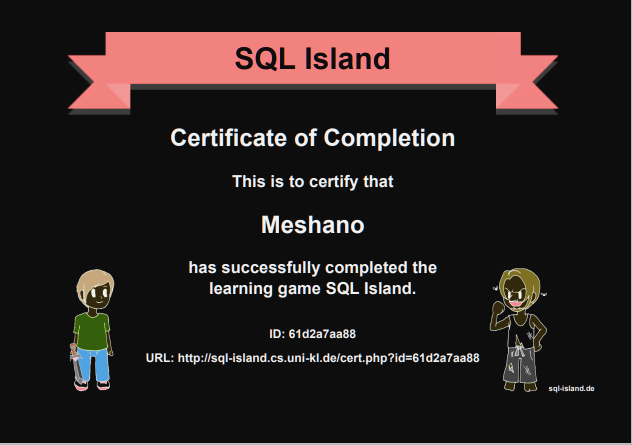 SQL Island
Certificate of Completion
This is to certify that
Meshano
has successfully completed the
learning game SQL Island.
ID: 61d2a7aa88
URL: http://sql-island.cs.uni-kl.de/cert.php?id=61d2a7aa88
sql-island.de